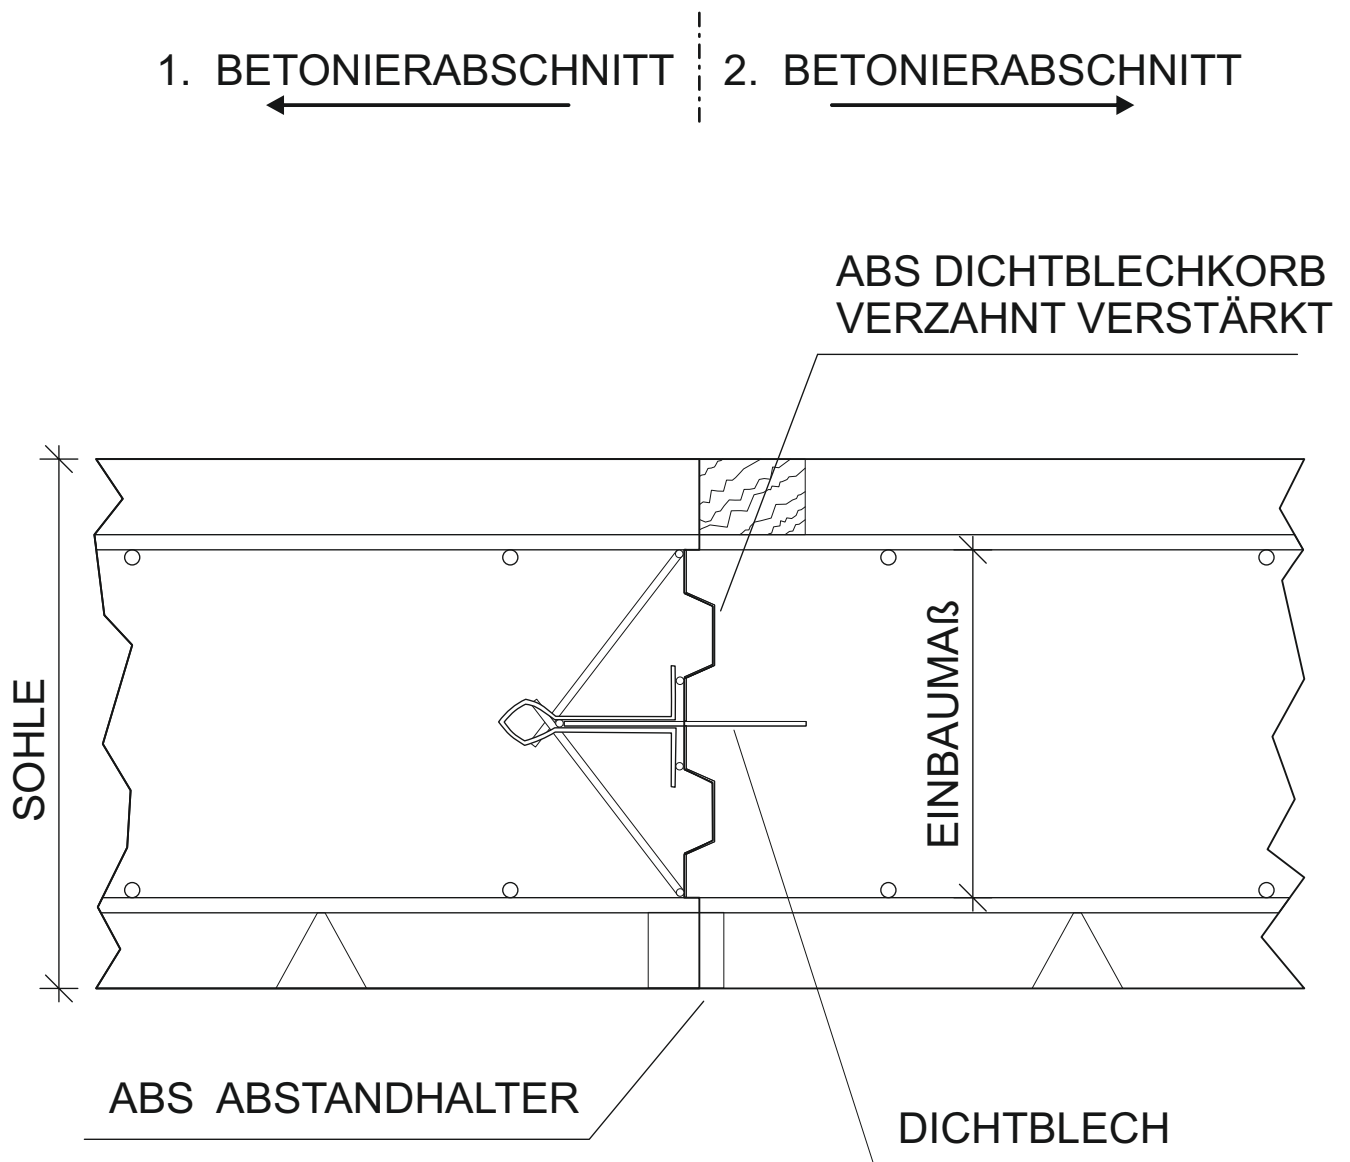 1. BETONIERABSCHNITT
2. BETONIERABSCHNITT
ABS DICHTBLECHKORB
VERZAHNT VERSTÄRKT
SOHLE
EINBAUMAß
ABS ABSTANDHALTER
DICHTBLECH